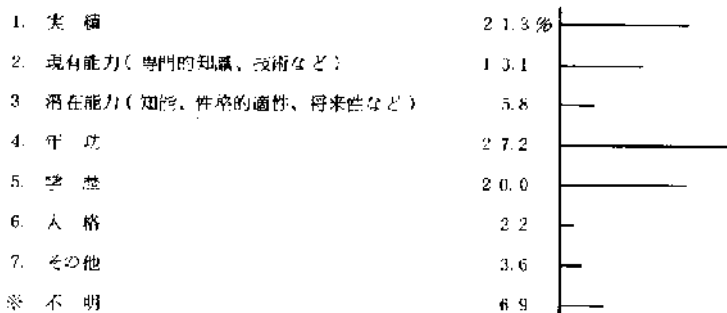 1. 実績 21.3%
2. 現有能力(専門的知識、技術など) 13.1
3 潜在能力(知能、性格的適性、将来性など) 5.8
4. 年功 27.2
5. 学歴 20.0
6. 人格 2.2
7. その他 3.6
※ 不明 6.9